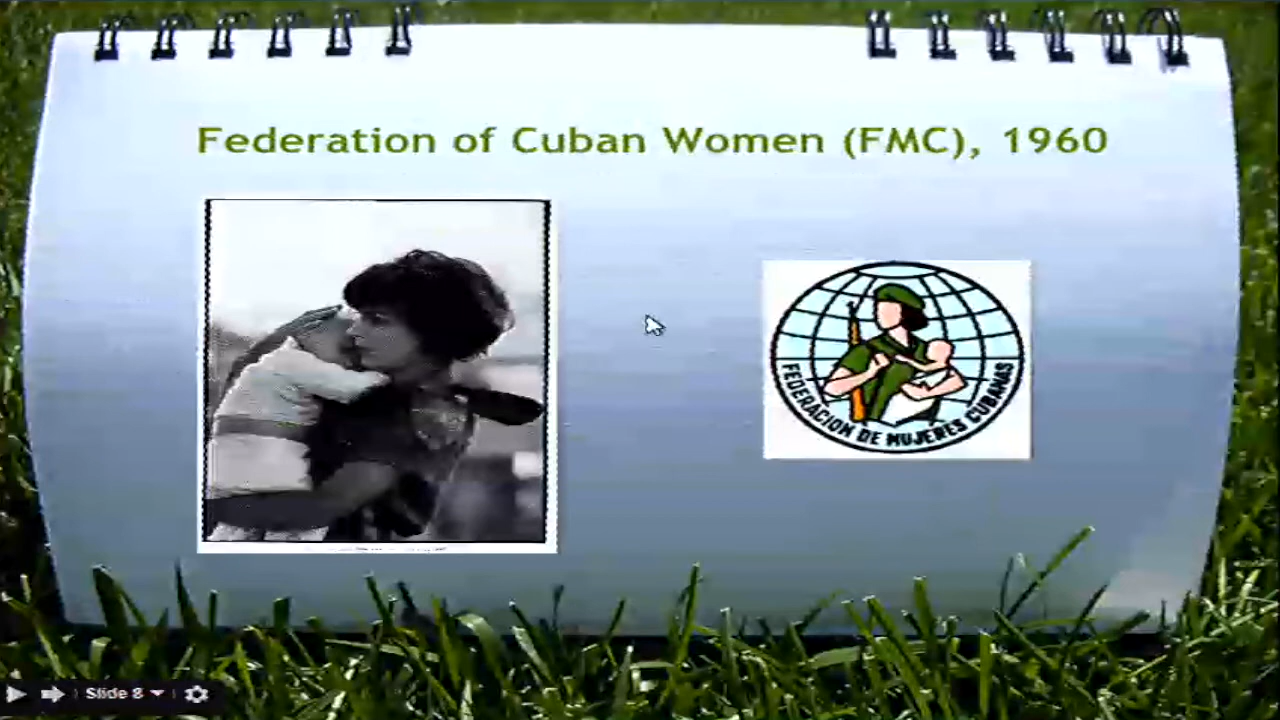 Federation of Cuban Women (FMC), 1960
FEDERACION DE MUJERES CUBANAS
Slide 8